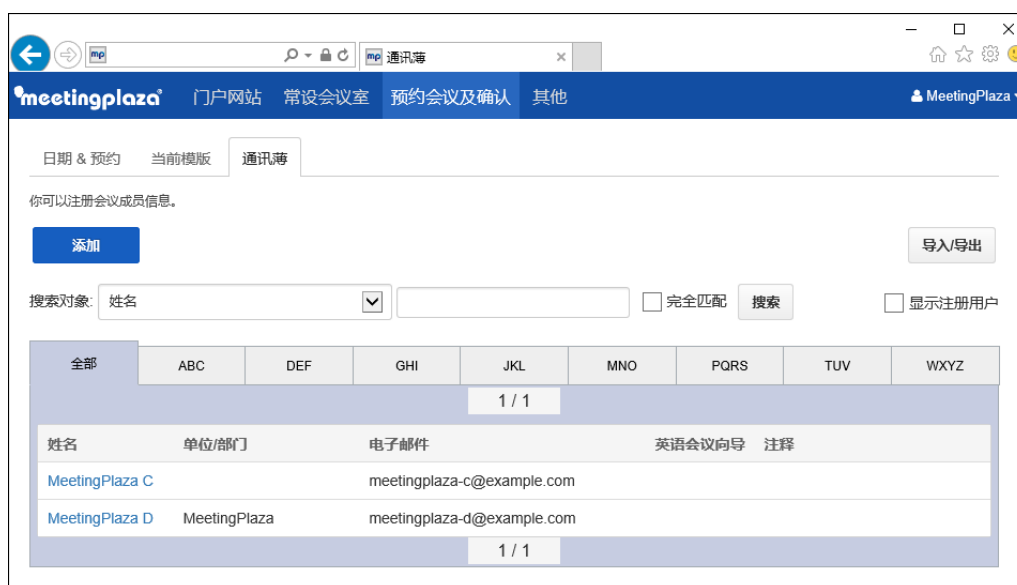 mp
mp 通讯薄
meetingplaza 门户网站 常设会议室 预约会议及确认 其他 MeetingPlaza
日期 & 预约 当前模版 通讯薄
你可以注册会议成员信息。
添加 导入/导出
搜索对象: 姓名 完全匹配 搜索 显示注册用户
全部 ABC DEF GHI JKL MNO PQRS TUV WXYZ
1 / 1
姓名 单位/部门 电子邮件 英语会议向导 注释
MeetingPlaza C meetingplaza-c@example.com
MeetingPlaza D MeetingPlaza meetingplaza-d@example.com
1 / 1